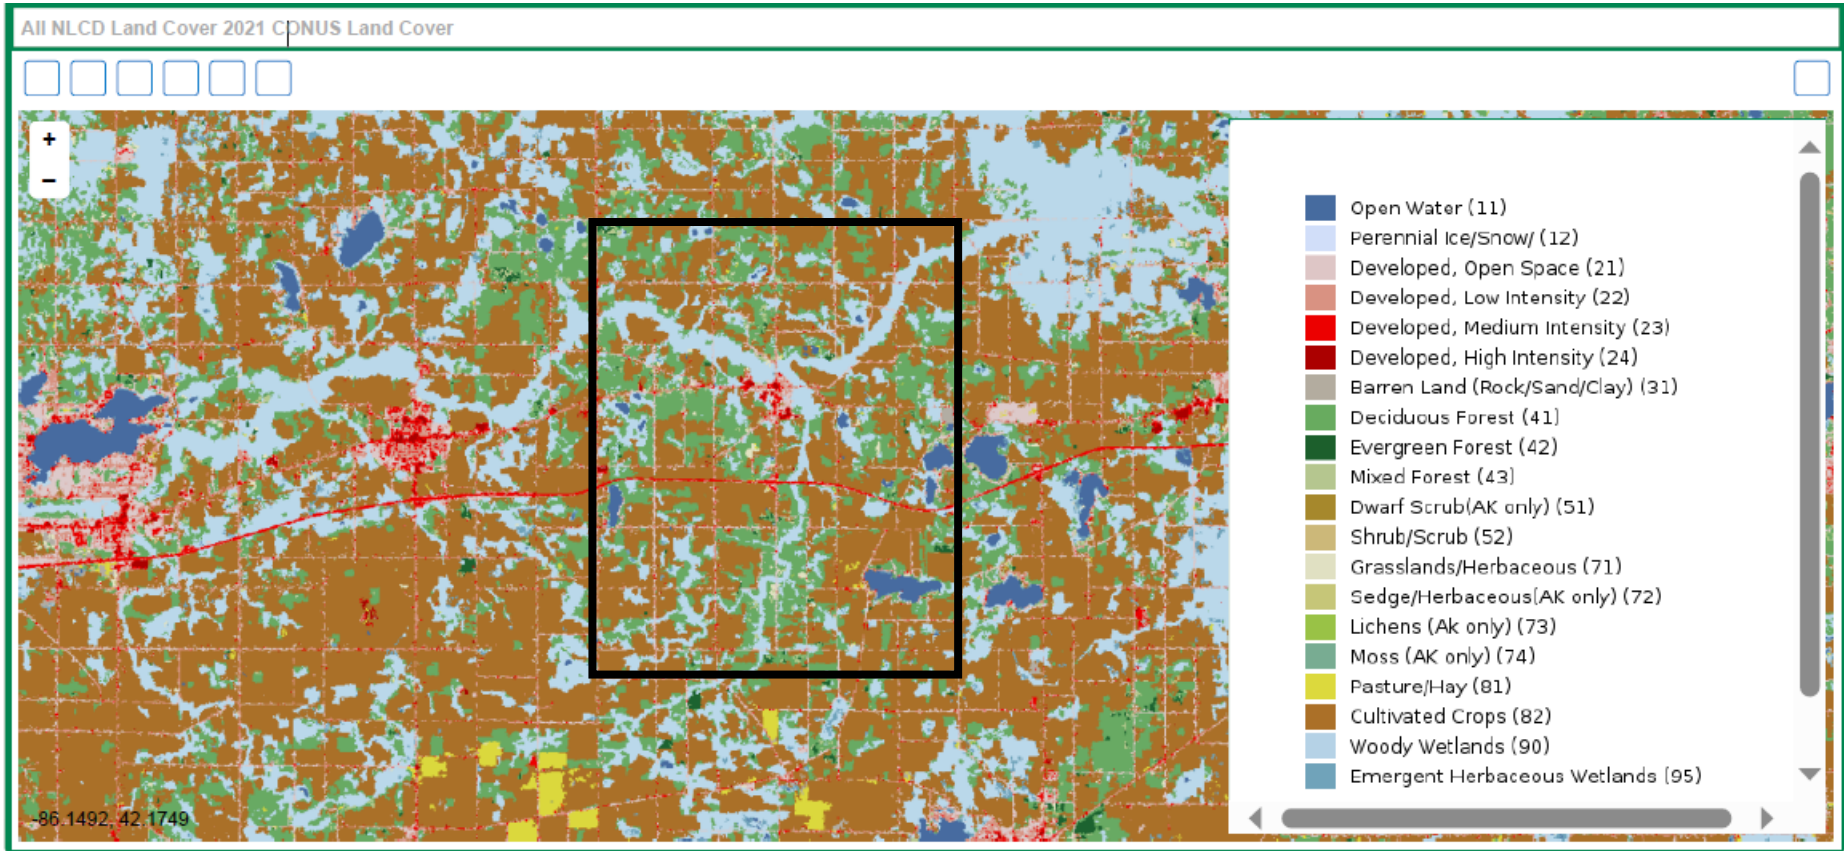 All NLCD Land Cover 2021 CONUS Land Cover
+
−
Open Water (11)
Perennial Ice/Snow/ (12)
Developed, Open Space (21)
Developed, Low Intensity (22)
Developed, Medium Intensity (23)
Developed, High Intensity (24)
Barren Land (Rock/Sand/Clay) (31)
Deciduous Forest (41)
Evergreen Forest (42)
Mixed Forest (43)
Dwarf Scrub(AK only) (51)
Shrub/Scrub (52)
Grasslands/Herbaceous (71)
Sedge/Herbaceous(AK only) (72)
Lichens (Ak only) (73)
Moss (AK only) (74)
Pasture/Hay (81)
Cultivated Crops (82)
Woody Wetlands (90)
Emergent Herbaceous Wetlands (95)
-86.1492, 42.1749